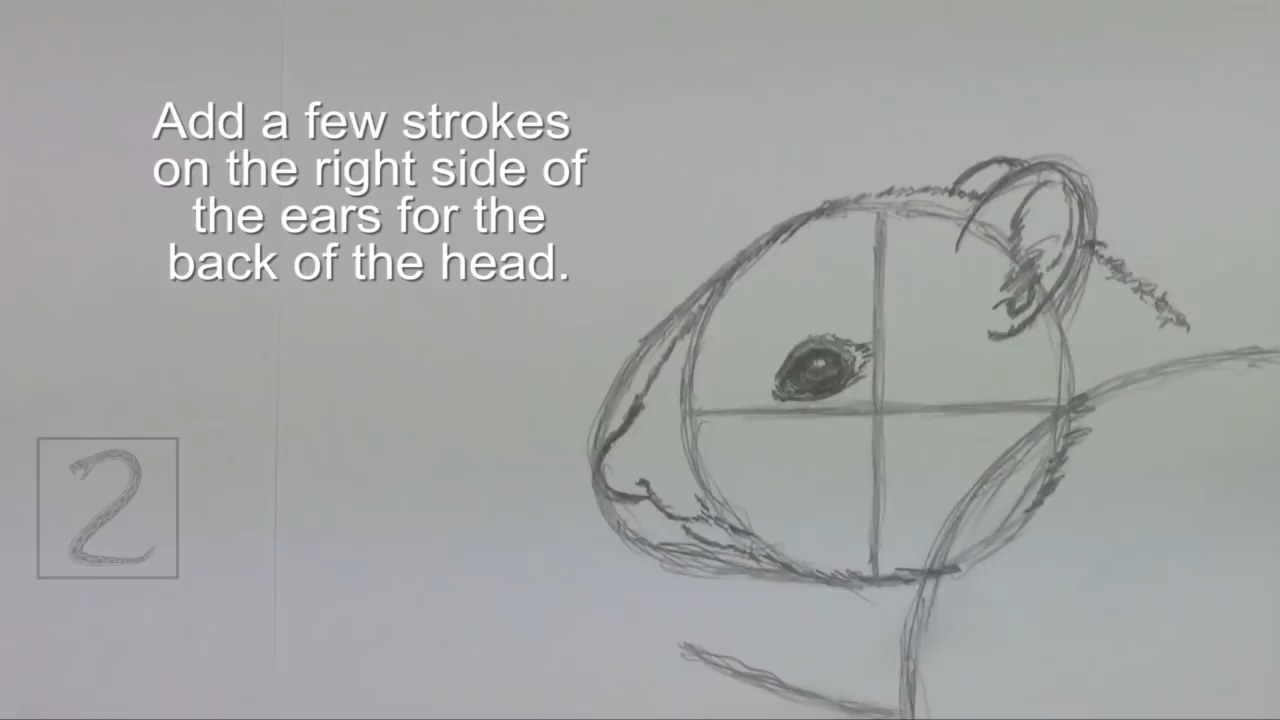 Add a few strokes
on the right side of
the ears for the
back of the head.
2